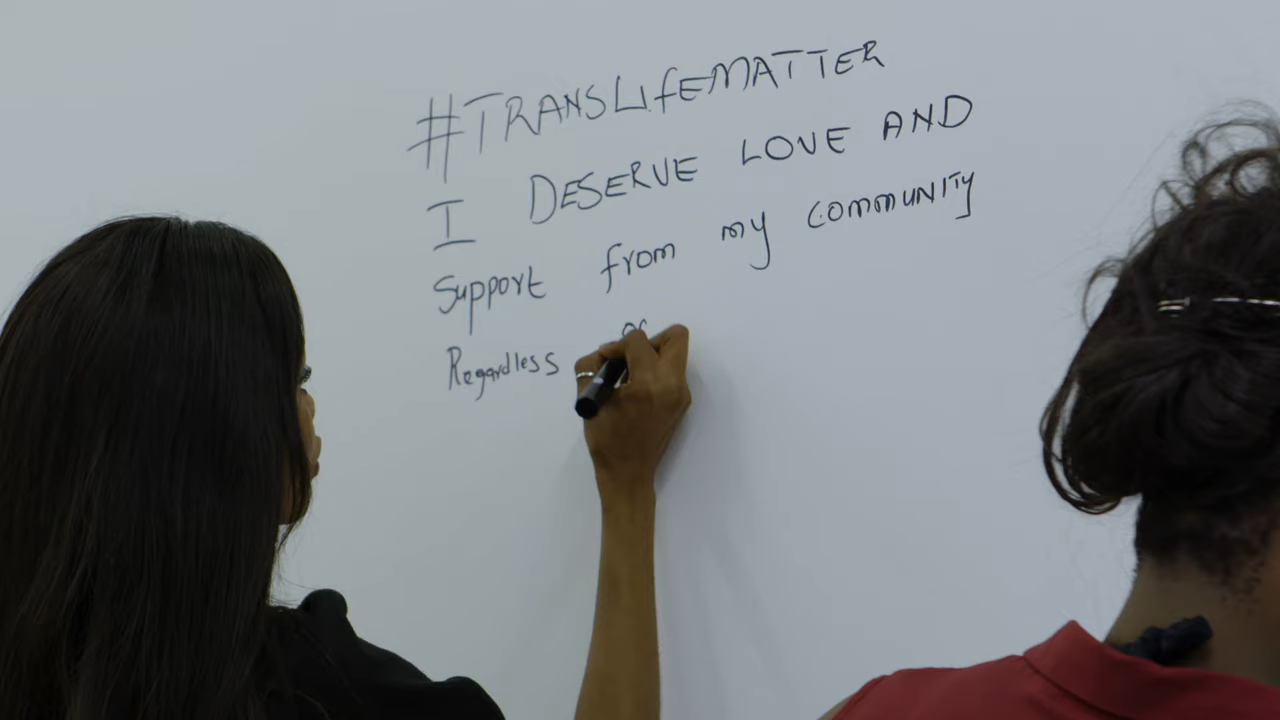 #TRANSLIfEMATTER
I DESERVE LOVE AND
Support from my COMMUNITY
Regardless